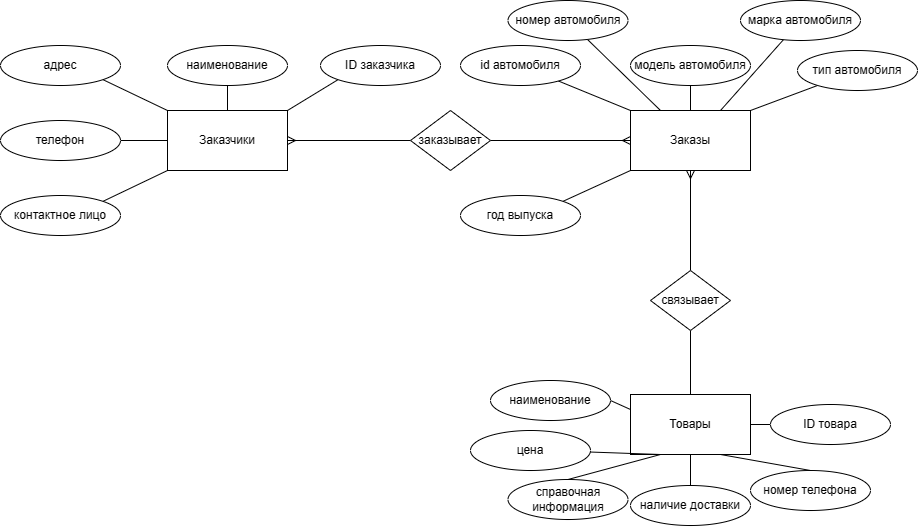 номер автомобиля
марка автомобиля
адрес
наименование
ID заказчика
id автомобиля
модель автомобиля
тип автомобиля
телефон
Заказчики
заказывает
Заказы
контактное лицо
год выпуска
связывает
наименование
Товары
ID товара
цена
справочная
информация
наличие доставки
номер телефона